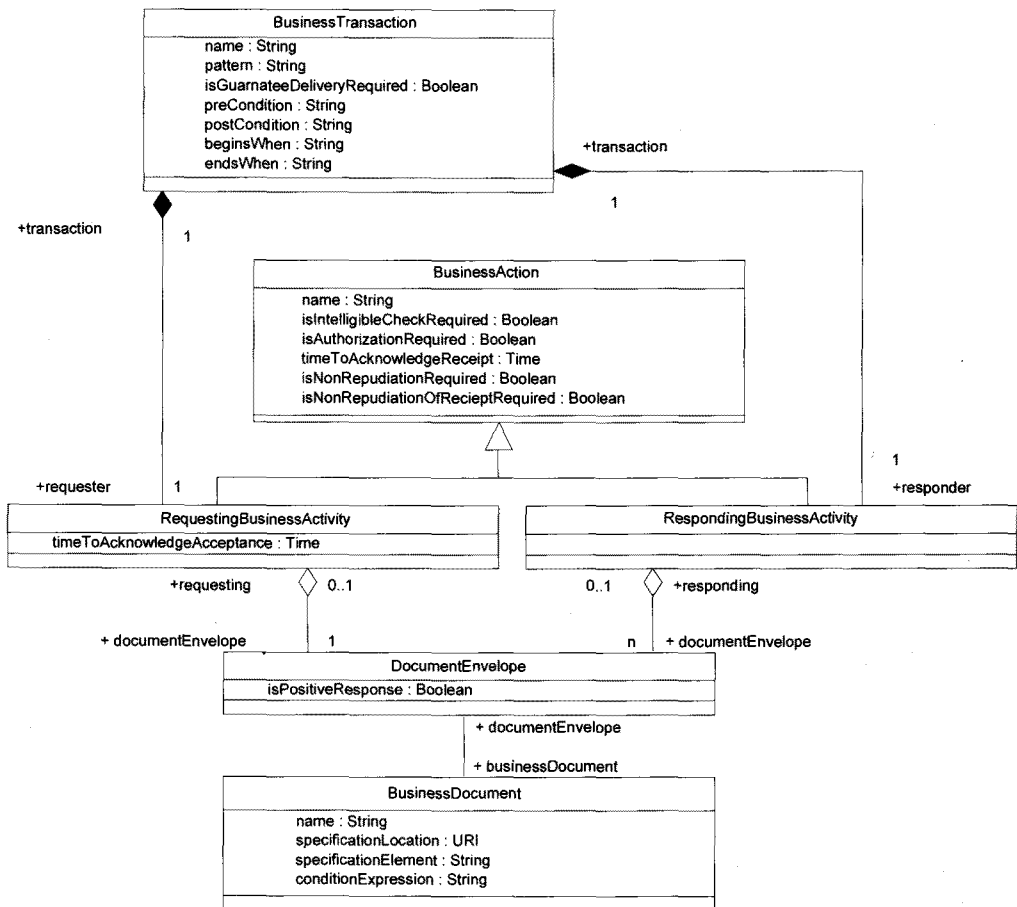 BusinessTransaction
name : String
pattern : String
isGuarnateeDeliveryRequired : Boolean
preCondition : String
postCondition : String
beginsWhen : String
endsWhen : String
+transaction
1
+transaction
1
BusinessAction
name : String
isIntelligibleCheckRequired : Boolean
isAuthorizationRequired : Boolean
timeToAcknowledgeReceipt : Time
isNonRepudiationRequired : Boolean
isNonRepudiationOfRecieptRequired : Boolean
+requester
1
1
+responder
RequestingBusinessActivity
timeToAcknowledgeAcceptance : Time
RespondingBusinessActivity
+requesting
0..1
0..1
+responding
+ documentEnvelope
1
n
+ documentEnvelope
DocumentEnvelope
isPositiveResponse : Boolean
+ documentEnvelope
+ businessDocument
BusinessDocument
name : String
specificationLocation : URI
specificationElement : String
conditionExpression : String